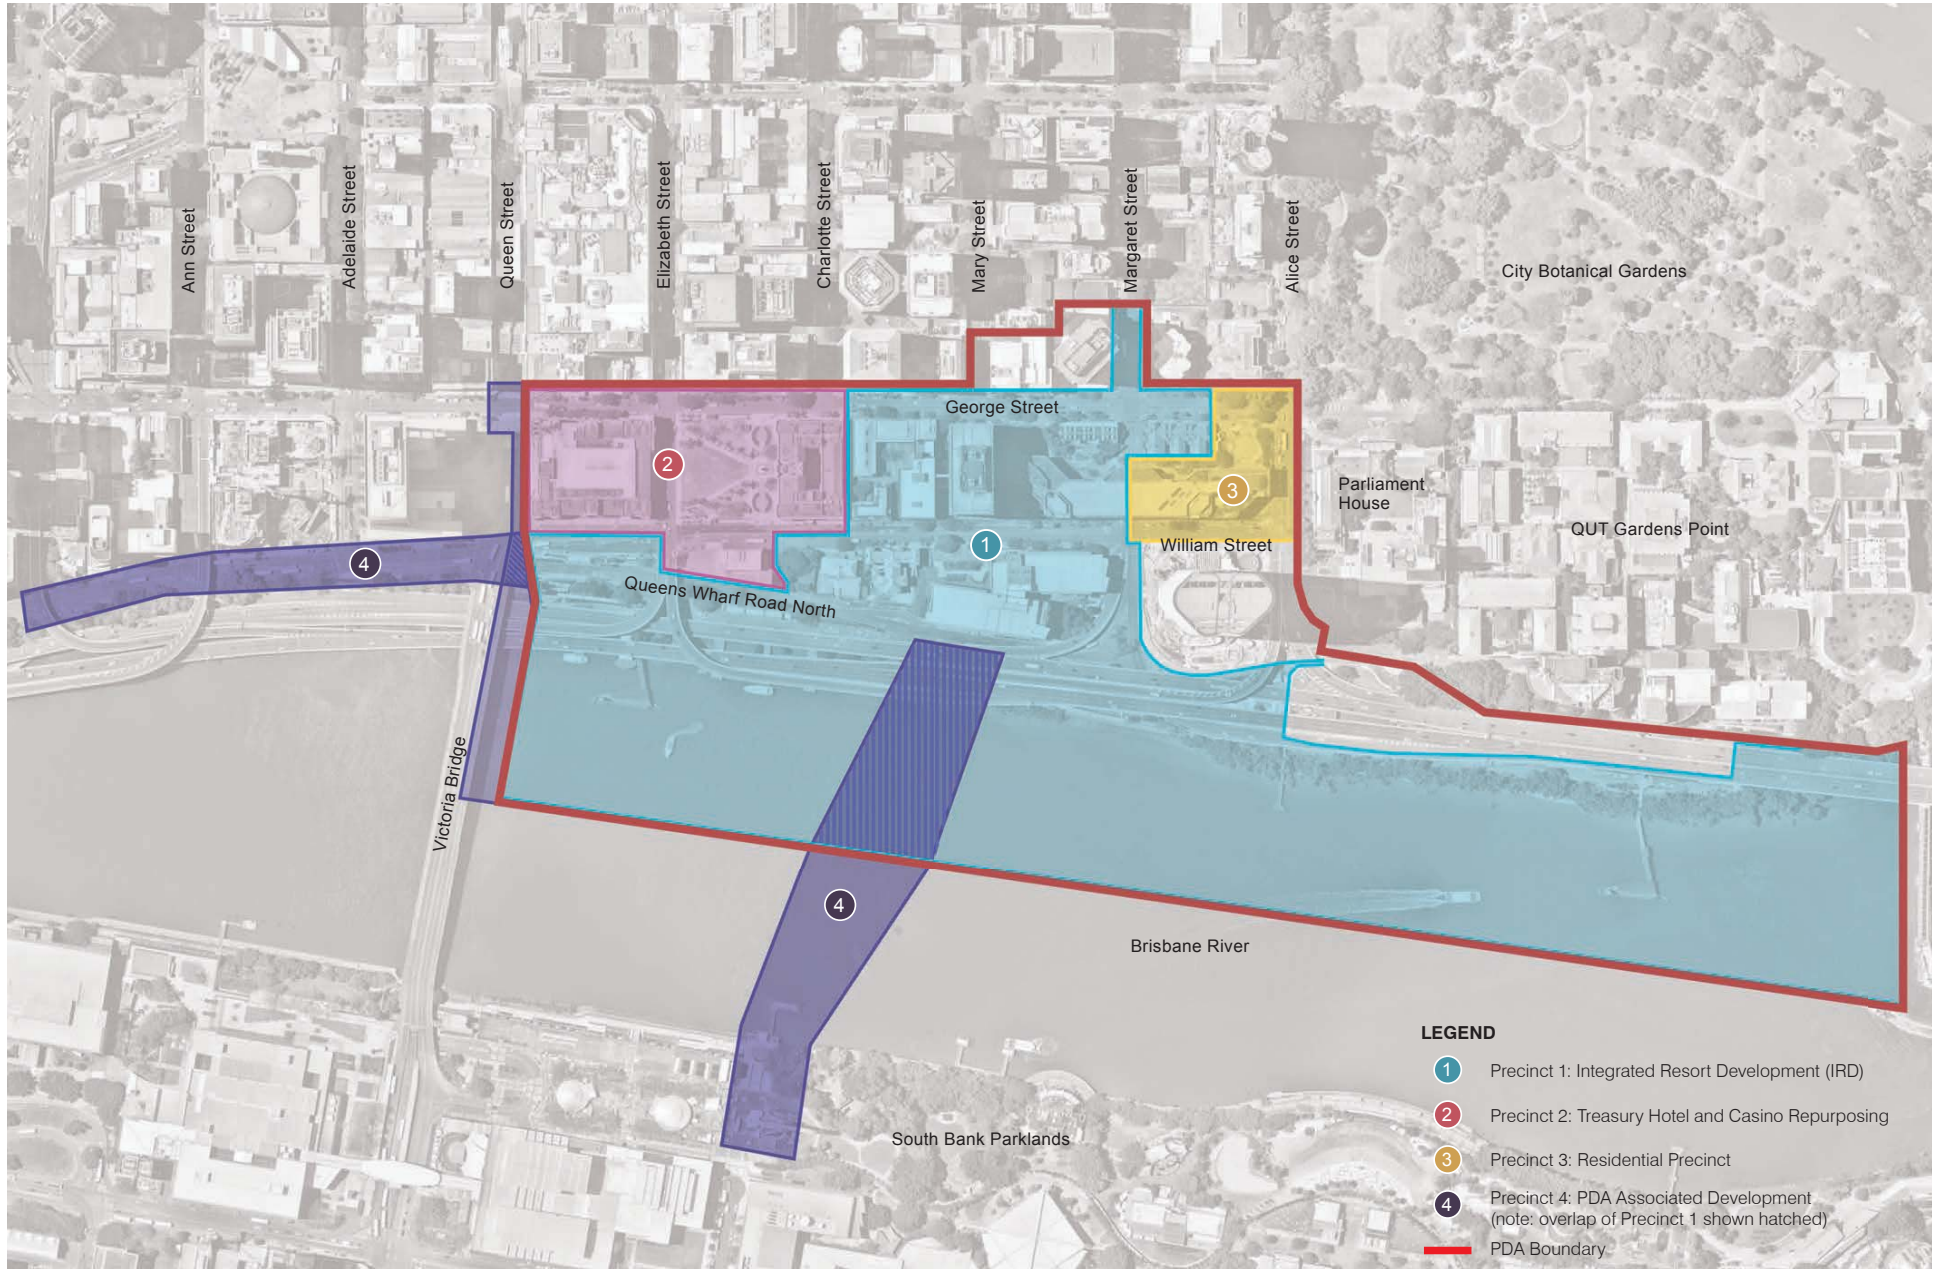 Ann Street
Adelaide Street
Queen Street
Elizabeth Street
Charlotte Street
Mary Street
Margaret Street
Alice Street
City Botanical Gardens
George Street
2
3
Parliament
House
QUT Gardens Point
1
William Street
4
Queens Wharf Road North
Victoria Bridge
4
Brisbane River
South Bank Parklands
LEGEND
1 Precinct 1: Integrated Resort Development (IRD)
2 Precinct 2: Treasury Hotel and Casino Repurposing
3 Precinct 3: Residential Precinct
4 Precinct 4: PDA Associated Development
(note: overlap of Precinct 1 shown hatched)
PDA Boundary